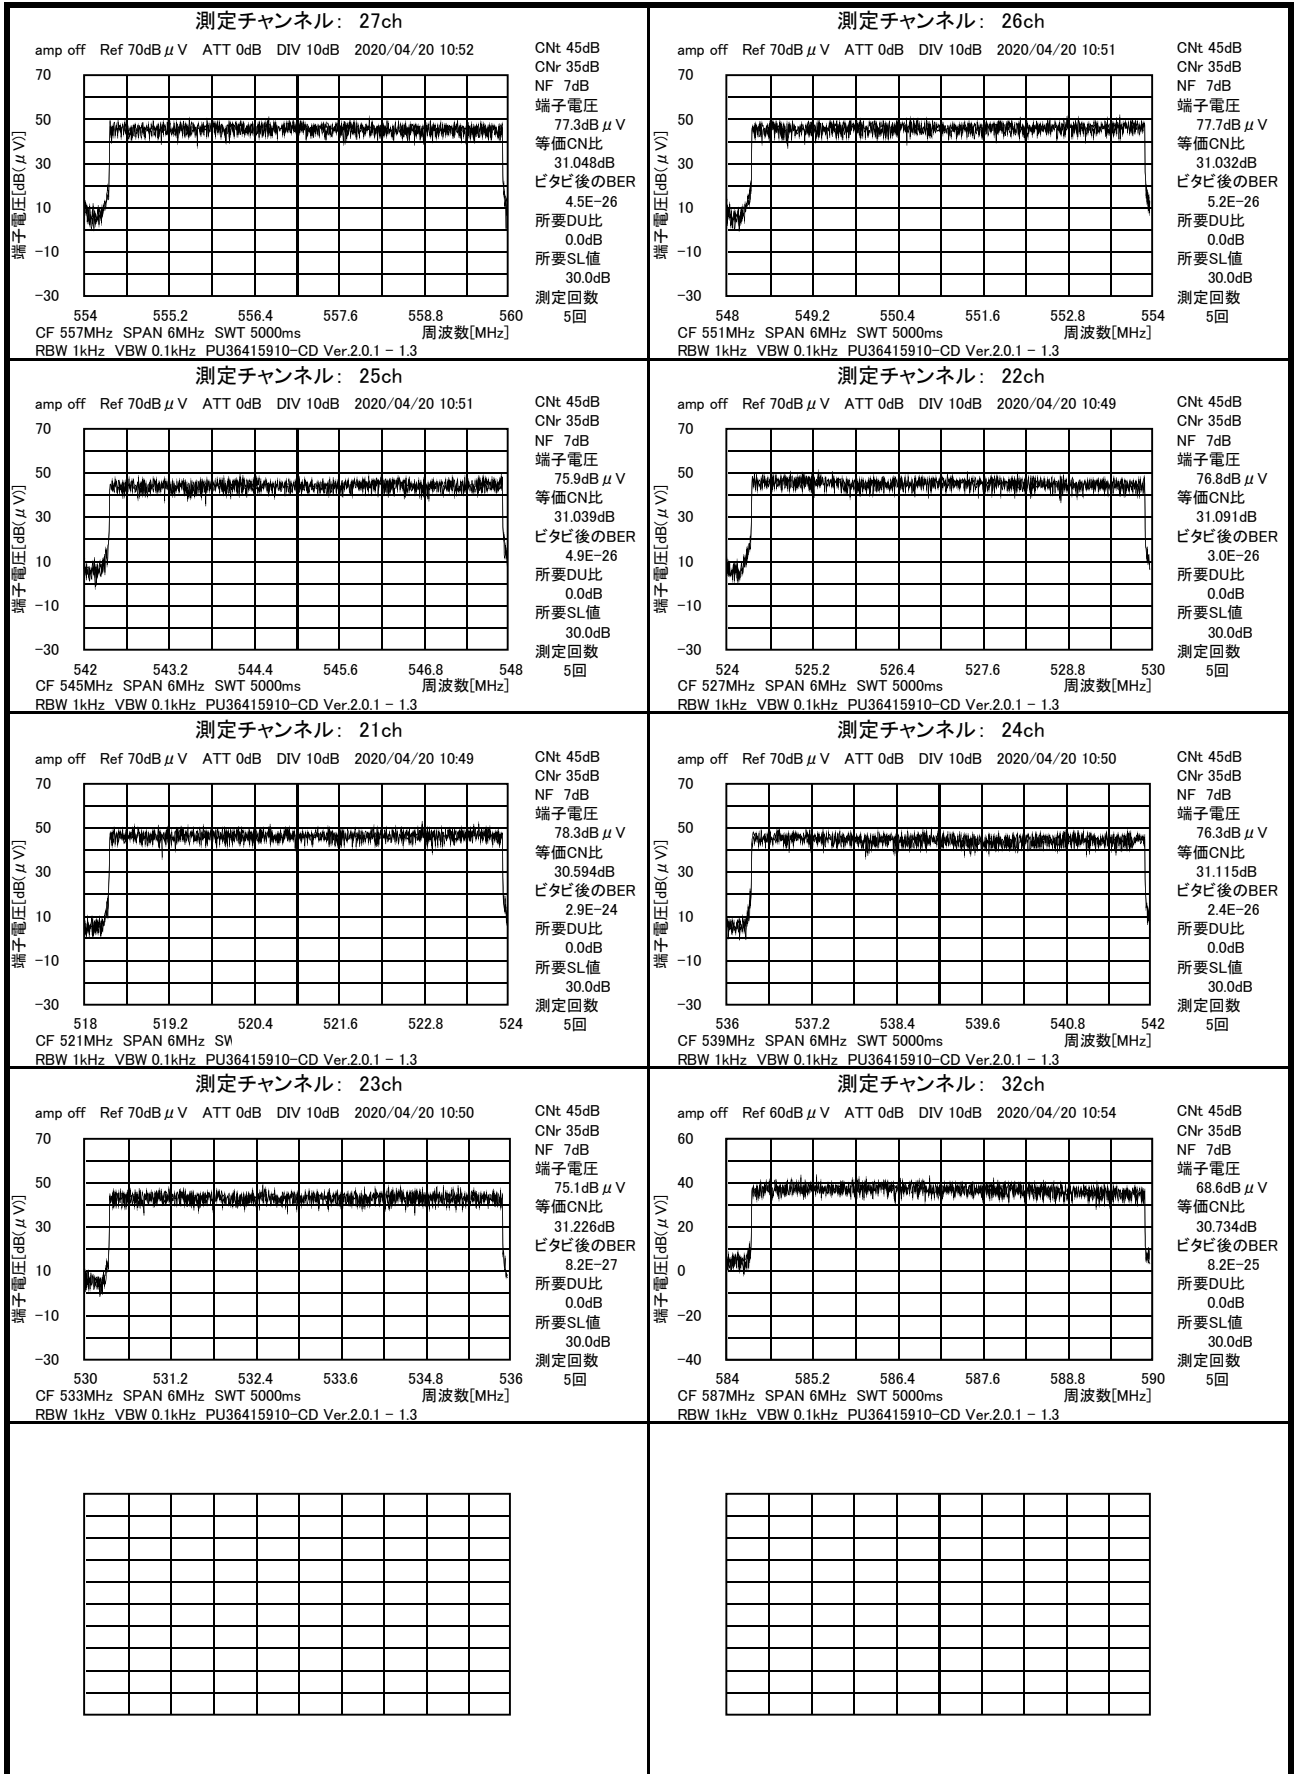 測定チャンネル： 27ch
amp off Ref 70dBμV ATT 0dB DIV 10dB 2020/04/20 10:52
CNt 45dB
CNr 35dB
NF 7dB
端子電圧
77.3dBμV
等価CN比
31.048dB
ビタビ後のBER
4.5E-26
所要DU比
0.0dB
所要SL値
30.0dB
測定回数
5回
端子電圧[dB(μV)]
70
50
30
10
-10
-30
554 555.2 556.4 557.6 558.8 560
CF 557MHz SPAN 6MHz SWT 5000ms 周波数[MHz]
RBW 1kHz VBW 0.1kHz PU36415910-CD Ver.2.0.1 - 1.3
測定チャンネル： 26ch
amp off Ref 70dBμV ATT 0dB DIV 10dB 2020/04/20 10:51
CNt 45dB
CNr 35dB
NF 7dB
端子電圧
77.7dBμV
等価CN比
31.032dB
ビタビ後のBER
5.2E-26
所要DU比
0.0dB
所要SL値
30.0dB
測定回数
5回
端子電圧[dB(μV)]
70
50
30
10
-10
-30
548 549.2 550.4 551.6 552.8 554
CF 551MHz SPAN 6MHz SWT 5000ms 周波数[MHz]
RBW 1kHz VBW 0.1kHz PU36415910-CD Ver.2.0.1 - 1.3
測定チャンネル： 25ch
amp off Ref 70dBμV ATT 0dB DIV 10dB 2020/04/20 10:51
CNt 45dB
CNr 35dB
NF 7dB
端子電圧
75.9dBμV
等価CN比
31.039dB
ビタビ後のBER
4.9E-26
所要DU比
0.0dB
所要SL値
30.0dB
測定回数
5回
端子電圧[dB(μV)]
70
50
30
10
-10
-30
542 543.2 544.4 545.6 546.8 548
CF 545MHz SPAN 6MHz SWT 5000ms 周波数[MHz]
RBW 1kHz VBW 0.1kHz PU36415910-CD Ver.2.0.1 - 1.3
測定チャンネル： 22ch
amp off Ref 70dBμV ATT 0dB DIV 10dB 2020/04/20 10:49
CNt 45dB
CNr 35dB
NF 7dB
端子電圧
76.8dBμV
等価CN比
31.091dB
ビタビ後のBER
3.0E-26
所要DU比
0.0dB
所要SL値
30.0dB
測定回数
5回
端子電圧[dB(μV)]
70
50
30
10
-10
-30
524 525.2 526.4 527.6 528.8 530
CF 527MHz SPAN 6MHz SWT 5000ms 周波数[MHz]
RBW 1kHz VBW 0.1kHz PU36415910-CD Ver.2.0.1 - 1.3
測定チャンネル： 21ch
amp off Ref 70dBμV ATT 0dB DIV 10dB 2020/04/20 10:49
CNt 45dB
CNr 35dB
NF 7dB
端子電圧
78.3dBμV
等価CN比
30.594dB
ビタビ後のBER
2.9E-24
所要DU比
0.0dB
所要SL値
30.0dB
測定回数
5回
端子電圧[dB(μV)]
70
50
30
10
-10
-30
518 519.2 520.4 521.6 522.8 524
CF 521MHz SPAN 6MHz SW
RBW 1kHz VBW 0.1kHz PU36415910-CD Ver.2.0.1 - 1.3
測定チャンネル： 24ch
amp off Ref 70dBμV ATT 0dB DIV 10dB 2020/04/20 10:50
CNt 45dB
CNr 35dB
NF 7dB
端子電圧
76.3dBμV
等価CN比
31.115dB
ビタビ後のBER
2.4E-26
所要DU比
0.0dB
所要SL値
30.0dB
測定回数
5回
端子電圧[dB(μV)]
70
50
30
10
-10
-30
536 537.2 538.4 539.6 540.8 542
CF 539MHz SPAN 6MHz SWT 5000ms 周波数[MHz]
RBW 1kHz VBW 0.1kHz PU36415910-CD Ver.2.0.1 - 1.3
測定チャンネル： 23ch
amp off Ref 70dBμV ATT 0dB DIV 10dB 2020/04/20 10:50
CNt 45dB
CNr 35dB
NF 7dB
端子電圧
75.1dBμV
等価CN比
31.226dB
ビタビ後のBER
8.2E-27
所要DU比
0.0dB
所要SL値
30.0dB
測定回数
5回
端子電圧[dB(μV)]
70
50
30
10
-10
-30
530 531.2 532.4 533.6 534.8 536
CF 533MHz SPAN 6MHz SWT 5000ms 周波数[MHz]
RBW 1kHz VBW 0.1kHz PU36415910-CD Ver.2.0.1 - 1.3
測定チャンネル： 32ch
amp off Ref 60dBμV ATT 0dB DIV 10dB 2020/04/20 10:54
CNt 45dB
CNr 35dB
NF 7dB
端子電圧
68.6dBμV
等価CN比
30.734dB
ビタビ後のBER
8.2E-25
所要DU比
0.0dB
所要SL値
30.0dB
測定回数
5回
端子電圧[dB(μV)]
60
40
20
0
-20
-40
584 585.2 586.4 587.6 588.8 590
CF 587MHz SPAN 6MHz SWT 5000ms 周波数[MHz]
RBW 1kHz VBW 0.1kHz PU36415910-CD Ver.2.0.1 - 1.3